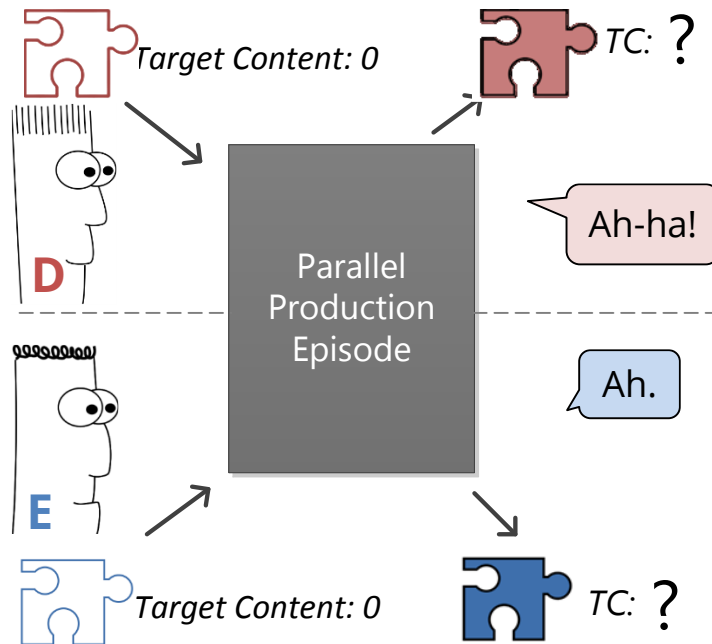 Target Content: 0
TC: ?
Ah-ha!
D
Parallel
Production
Episode
Ah.
E
Target Content: 0
TC: ?